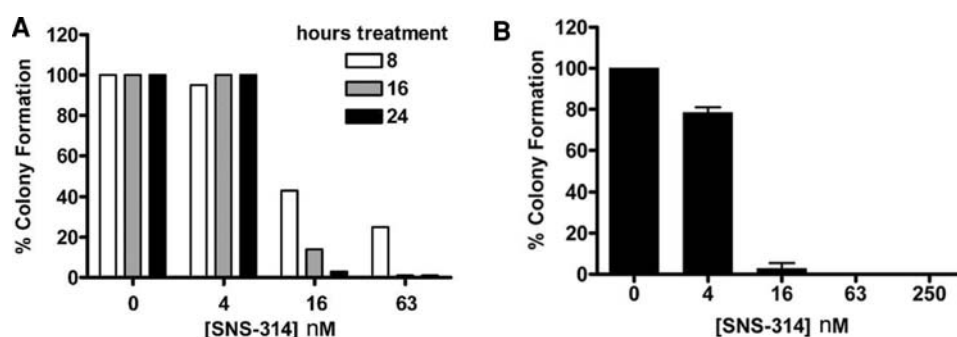 A
hours treatment
8
16
24
% Colony Formation
120
100
80
60
40
20
0
0 4 16 63
[SNS-314] nM
B
% Colony Formation
120
100
80
60
40
20
0
0 4 16 63 250
[SNS-314] nM